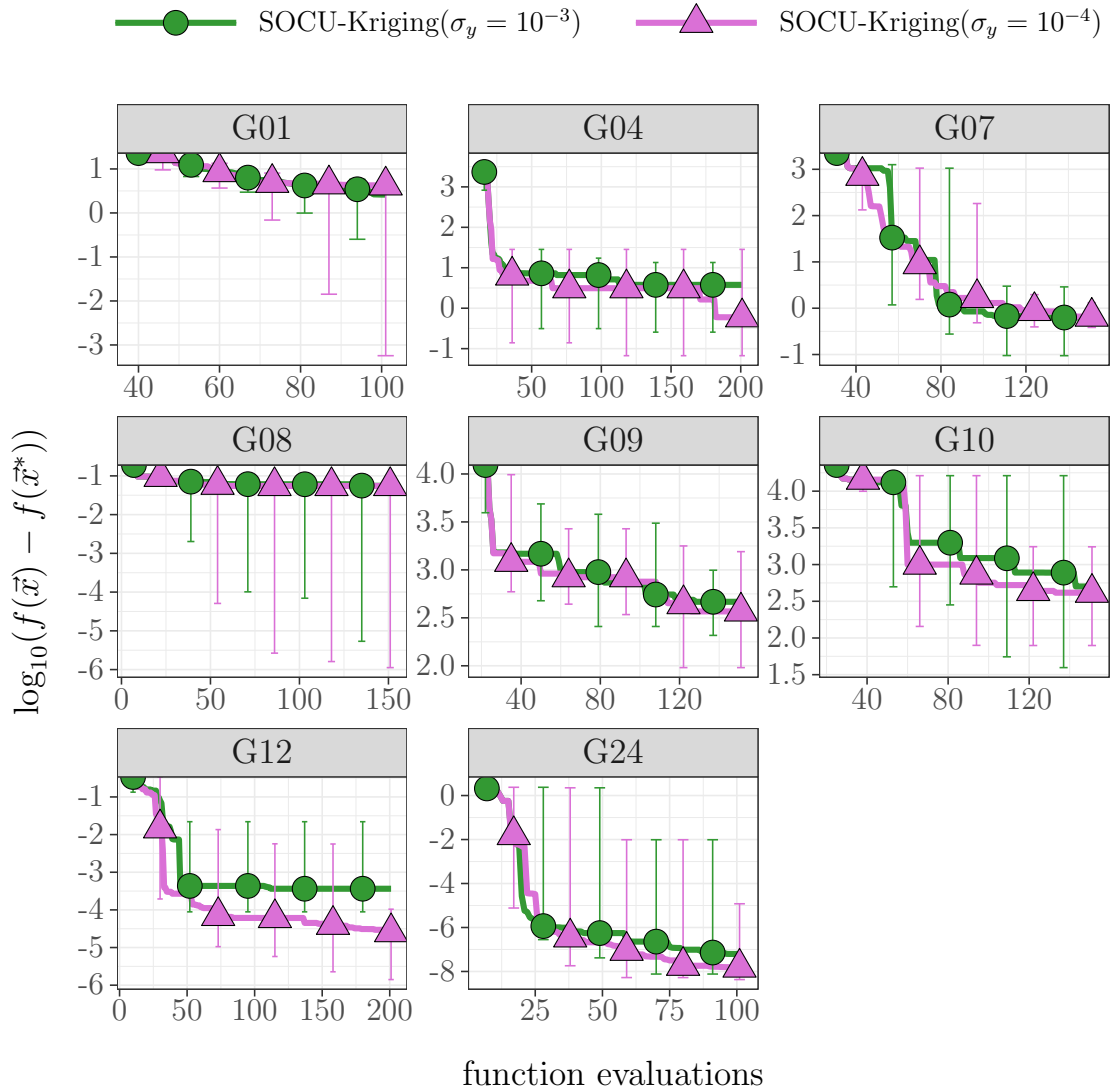 SOCU-Kriging(σ_y = 10⁻³) SOCU-Kriging(σ_y = 10⁻⁴)
G01 G04 G07
1 0 -1 -2 -3
40 60 80 100
3 2 1 0 -1
50 100 150 200
3 2 1 0 -1
40 80 120
G08 G09 G10
-1 -2 -3 -4 -5 -6
0 50 100 150
4.0 3.5 3.0 2.5 2.0
40 80 120
4.0 3.5 3.0 2.5 2.0 1.5
40 80 120
G12 G24
-1 -2 -3 -4 -5 -6
0 50 100 150 200
0 -2 -4 -6 -8
25 50 75 100
log₁₀(f(x⃗) − f(x⃗*))
function evaluations